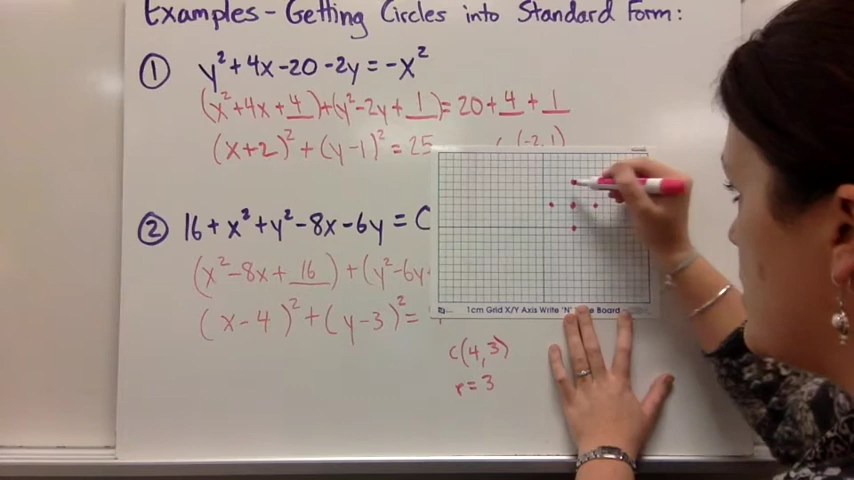 Examples - Getting Circles into Standard Form:
① y² + 4x - 20 - 2y = -x²
(x² + 4x + 4) + (y² - 2y + 1) = 20 + 4 + 1
(x + 2)² + (y - 1)² = 25
(-2, 1)
② 16 + x² + y² - 8x - 6y =
(x² - 8x + 16) + (y² - 6y
(x - 4)² + (y - 3)² =
1cm Grid X/Y Axis Write 'N' Board
C(4, 3)
r = 3